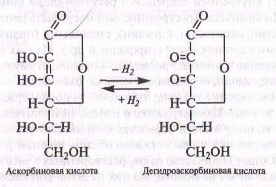 O O
C C
HO–C O=C
O – H₂ O
HO–C O=C
+ H₂
H–C H–C
HO–C–H HO–C–H
CH₂OH CH₂OH
Аскорбиновая кислота Дегидроаскорбиновая кислота